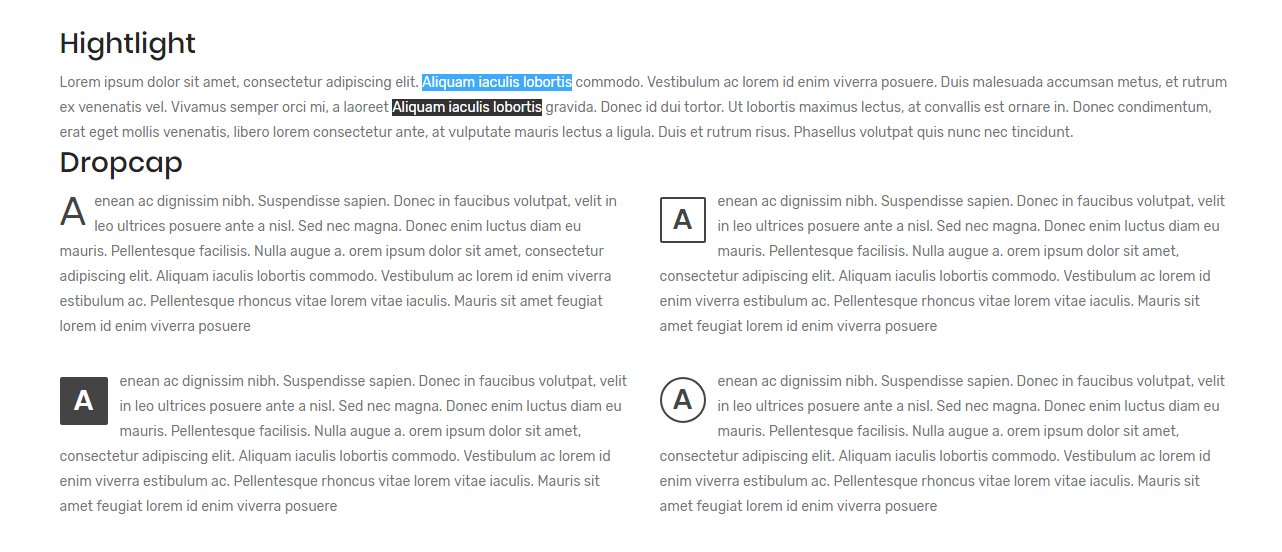 Hightlight
Lorem ipsum dolor sit amet, consectetur adipiscing elit. Aliquam iaculis lobortis commodo. Vestibulum ac lorem id enim viverra posuere. Duis malesuada accumsan metus, et rutrum
ex venenatis vel. Vivamus semper orci mi, a laoreet Aliquam iaculis lobortis gravida. Donec id dui tortor. Ut lobortis maximus lectus, at convallis est ornare in. Donec condimentum,
erat eget mollis venenatis, libero lorem consectetur ante, at vulputate mauris lectus a ligula. Duis et rutrum risus. Phasellus volutpat quis nunc nec tincidunt.
Dropcap
A enean ac dignissim nibh. Suspendisse sapien. Donec in faucibus volutpat, velit in
leo ultrices posuere ante a nisl. Sed nec magna. Donec enim luctus diam eu
mauris. Pellentesque facilisis. Nulla augue a. orem ipsum dolor sit amet, consectetur
adipiscing elit. Aliquam iaculis lobortis commodo. Vestibulum ac lorem id enim viverra
estibulum ac. Pellentesque rhoncus vitae lorem vitae iaculis. Mauris sit amet feugiat
lorem id enim viverra posuere
A enean ac dignissim nibh. Suspendisse sapien. Donec in faucibus volutpat, velit
in leo ultrices posuere ante a nisl. Sed nec magna. Donec enim luctus diam eu
mauris. Pellentesque facilisis. Nulla augue a. orem ipsum dolor sit amet,
consectetur adipiscing elit. Aliquam iaculis lobortis commodo. Vestibulum ac lorem id
enim viverra estibulum ac. Pellentesque rhoncus vitae lorem vitae iaculis. Mauris sit
amet feugiat lorem id enim viverra posuere
A enean ac dignissim nibh. Suspendisse sapien. Donec in faucibus volutpat, velit
in leo ultrices posuere ante a nisl. Sed nec magna. Donec enim luctus diam eu
mauris. Pellentesque facilisis. Nulla augue a. orem ipsum dolor sit amet,
consectetur adipiscing elit. Aliquam iaculis lobortis commodo. Vestibulum ac lorem id
enim viverra estibulum ac. Pellentesque rhoncus vitae lorem vitae iaculis. Mauris sit
amet feugiat lorem id enim viverra posuere
A enean ac dignissim nibh. Suspendisse sapien. Donec in faucibus volutpat, velit
in leo ultrices posuere ante a nisl. Sed nec magna. Donec enim luctus diam eu
mauris. Pellentesque facilisis. Nulla augue a. orem ipsum dolor sit amet,
consectetur adipiscing elit. Aliquam iaculis lobortis commodo. Vestibulum ac lorem id
enim viverra estibulum ac. Pellentesque rhoncus vitae lorem vitae iaculis. Mauris sit
amet feugiat lorem id enim viverra posuere